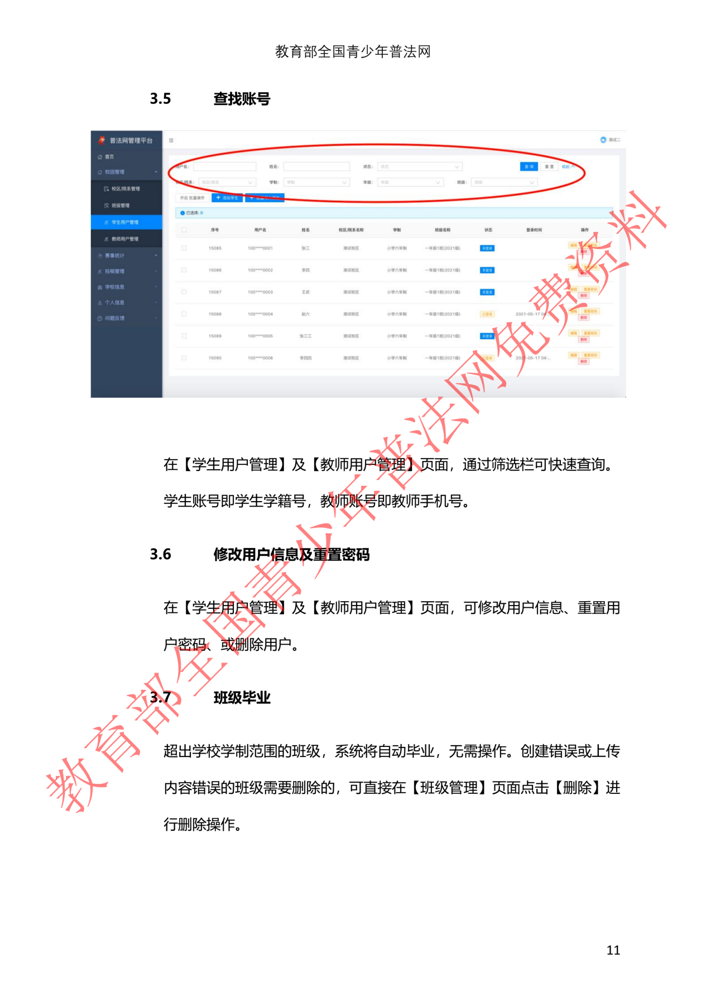 教育部全国青少年普法网
3.5 查找账号
普法网管理平台
测试二
首页
校园管理
校区/院系管理
班级管理
学生用户管理
教师用户管理
赛事统计
投稿管理
学校信息
个人信息
问题反馈
用户名: 姓名: 状态: 状态 查 询 重 置 收起
校区/院系: 校区/院系 学制: 学制 年级: 年级 班级: 班级
开启 批量操作 + 添加学生
已选择: 0
序号 用户名 姓名 校区/院系名称 学制 班级名称 状态 登录时间 操作
15085 100****0001 张三 测试校区 小学六年制 一年级1班(2021级) 未登录 编辑 重置密码 删除
15086 100****0002 李四 测试校区 小学六年制 一年级1班(2021级) 未登录
15087 100****0003 王武 测试校区 小学六年制 一年级1班(2021级) 未登录 编辑 重置密码 删除
15088 100****0004 赵六 测试校区 小学六年制 一年级1班(2021级) 已登录 2021-05-17 04:... 编辑 重置密码 删除
15089 100****0005 张三三 测试校区 小学六年制 一年级1班(2021级) 未登录 编辑 重置密码 删除
15090 100****0006 李四四 测试校区 小学六年制 一年级1班(2021级) 已登录 2021-05-17 04:... 编辑 重置密码 删除
在【学生用户管理】及【教师用户管理】页面，通过筛选栏可快速查询。
学生账号即学生学籍号，教师账号即教师手机号。
3.6 修改用户信息及重置密码
在【学生用户管理】及【教师用户管理】页面，可修改用户信息、重置用
户密码、或删除用户。
3.7 班级毕业
超出学校学制范围的班级，系统将自动毕业，无需操作。创建错误或上传
内容错误的班级需要删除的，可直接在【班级管理】页面点击【删除】进
行删除操作。
11
教育部全国青少年普法网免费资料